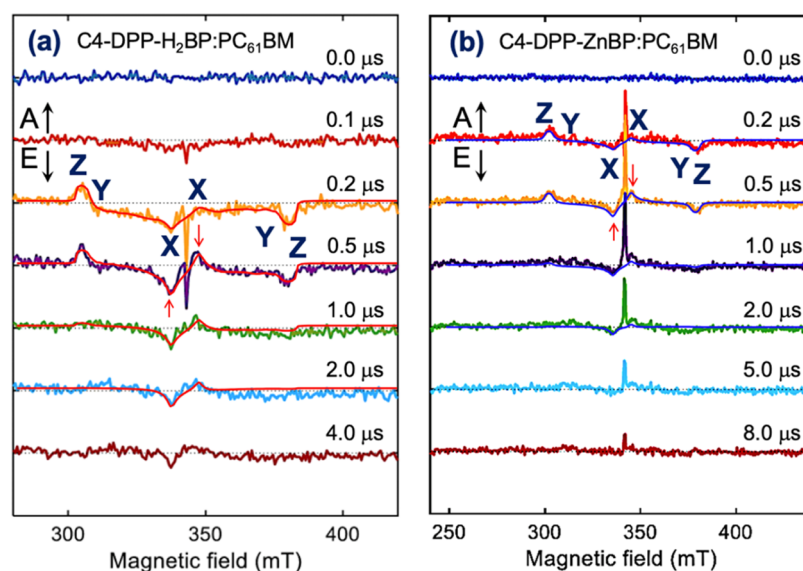 (a) C4-DPP-H₂BP:PC₆₁BM
0.0 μs
A
E
0.1 μs
Z
Y
X
X
Y
Z
0.2 μs
0.5 μs
1.0 μs
2.0 μs
4.0 μs
300 350 400
Magnetic field (mT)
(b) C4-DPP-ZnBP:PC₆₁BM
0.0 μs
A
E
Z
Y
X
X
Y
Z
0.2 μs
0.5 μs
1.0 μs
2.0 μs
5.0 μs
8.0 μs
250 300 350 400
Magnetic field (mT)